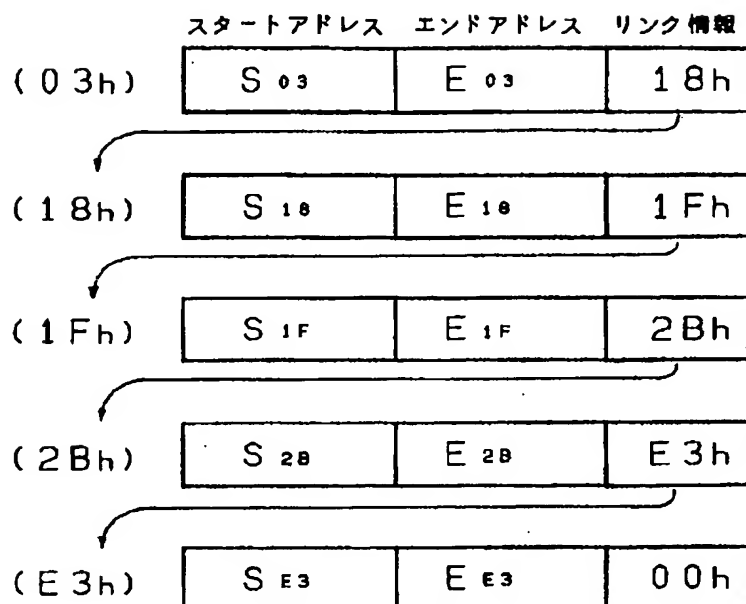 スタートアドレス エンドアドレス リンク情報
(03h) S03 E03 18h
(18h) S18 E18 1Fh
(1Fh) S1F E1F 2Bh
(2Bh) S2B E2B E3h
(E3h) SE3 EE3 00h